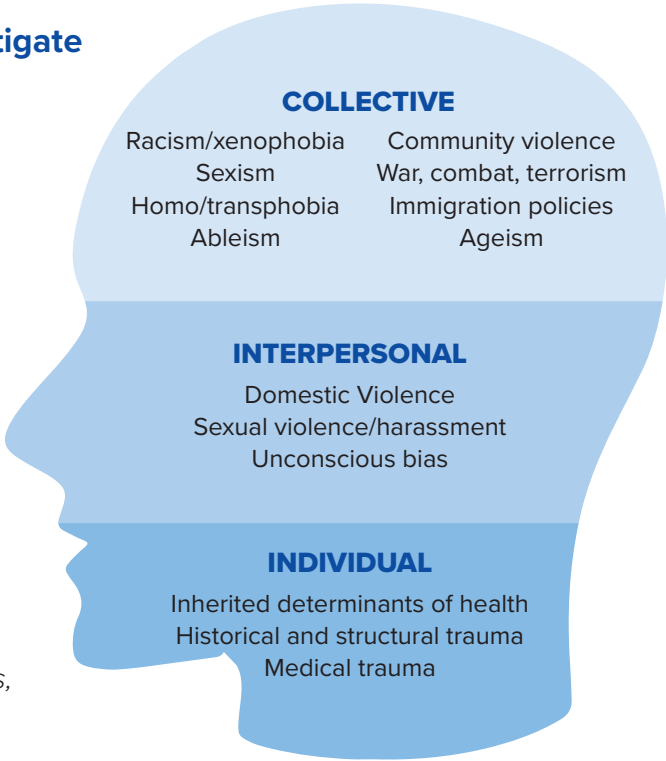 tigate
COLLECTIVE
Racism/xenophobia
Sexism
Homo/transphobia
Ableism
Community violence
War, combat, terrorism
Immigration policies
Ageism
INTERPERSONAL
Domestic Violence
Sexual violence/harassment
Unconscious bias
INDIVIDUAL
Inherited determinants of health
Historical and structural trauma
Medical trauma
s,